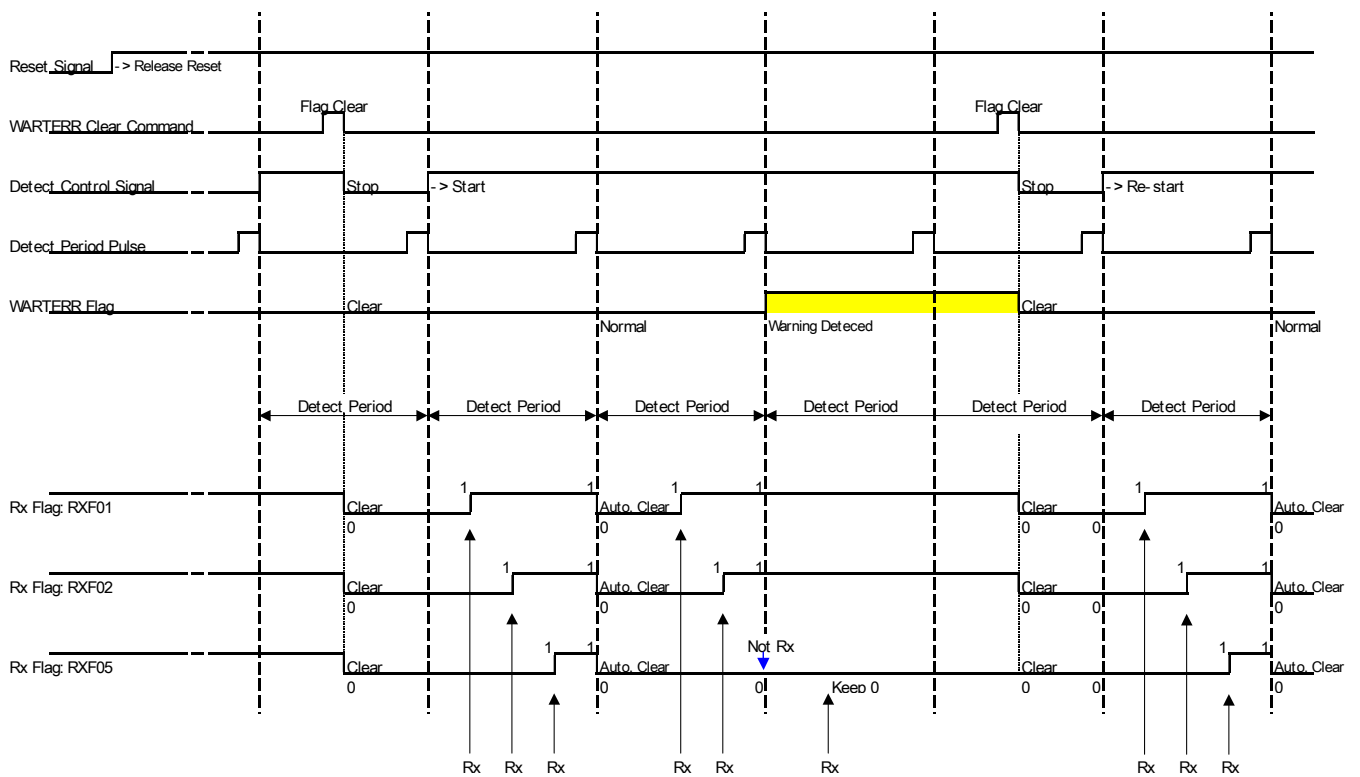 Reset Signal
-> Release Reset
Flag Clear
Flag Clear
WARTERR Clear Command
Detect Control Signal
Stop
-> Start
Stop
-> Re-start
Detect Period Pulse
WARTERR Flag
Clear
Clear
Normal
Warning Deteced
Normal
Detect Period
Detect Period
Detect Period
Detect Period
Detect Period
Detect Period
1 1 1 1 1 1
Rx Flag: RXF01
Clear
Auto. Clear
Clear
Auto. Clear
0 0 0 0 0
1 1 1 1 1 1
Rx Flag: RXF02
Clear
Auto. Clear
Clear
Auto. Clear
0 0 0 0 0
1 1 Not Rx 1 1
Rx Flag: RXF05
Clear
Auto. Clear
Clear
Auto. Clear
0 0 0 Keep 0 0 0 0
Rx Rx Rx Rx Rx Rx Rx Rx Rx